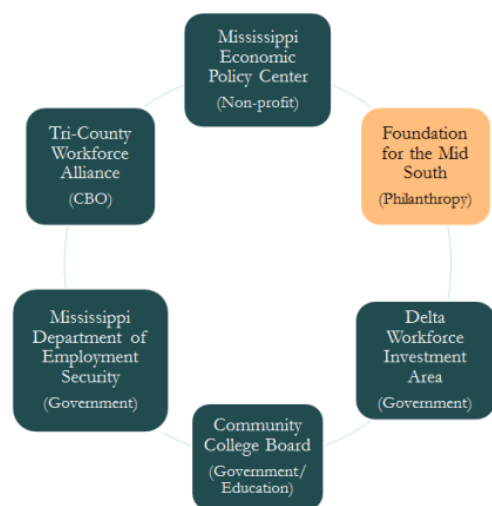 Mississippi
Economic
Policy Center
(Non-profit)
Foundation
for the Mid
South
(Philanthropy)
Delta
Workforce
Investment
Area
(Government)
Community
College Board
(Government/
Education)
Mississippi
Department of
Employment
Security
(Government)
Tri-County
Workforce
Alliance
(CBO)